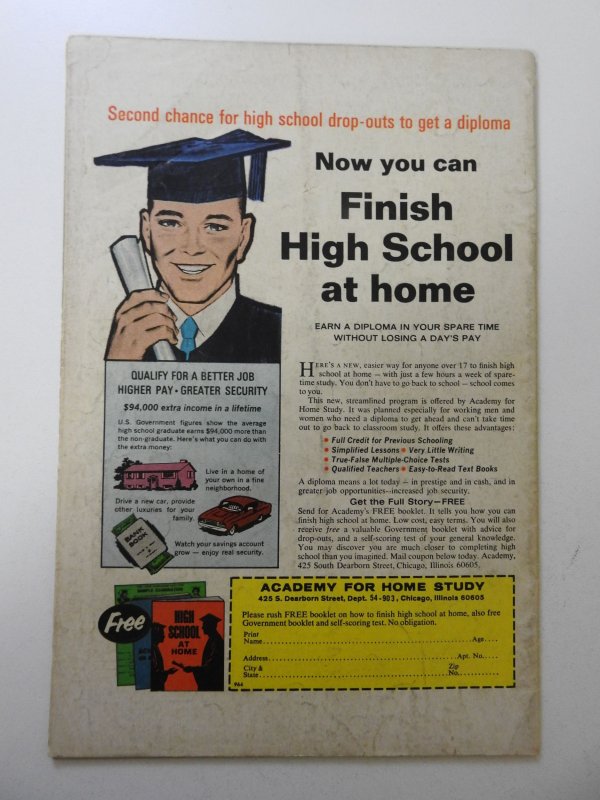 Second chance for high school drop-outs to get a diploma
Now you can
Finish
High School
at home
EARN A DIPLOMA IN YOUR SPARE TIME
WITHOUT LOSING A DAY'S PAY
QUALIFY FOR A BETTER JOB
HIGHER PAY • GREATER SECURITY
$94,000 extra income in a lifetime
U.S. Government figures show the average
high school graduate earns $94,000 more than
the non-graduate. Here's what you can do with
the extra money:
Live in a home of
your own in a fine
neighborhood.
Drive a new car, provide
other luxuries for your
family.
BANK
BOOK
Watch your savings account
grow — enjoy real security.
HERE'S A NEW, easier way for anyone over 17 to finish high
school at home — with just a few hours a week of spare-
time study. You don't have to go back to school — school comes
to you.
This new, streamlined program is offered by Academy for
Home Study. It was planned especially for working men and
women who need a diploma to get ahead and can't take time
out to go back to classroom study. It offers these advantages:
• Full Credit for Previous Schooling
• Simplified Lessons • Very Little Writing
• True-False Multiple-Choice Tests
• Qualified Teachers • Easy-to-Read Text Books
A diploma means a lot today — in prestige and in cash, and in
greater job opportunities--increased job security.
Get the Full Story—FREE
Send for Academy's FREE booklet. It tells you how you can
finish high school at home. Low cost, easy terms. You will also
receive free a valuable Government booklet with advice for
drop-outs, and a self-scoring test of your general knowledge.
You may discover you are much closer to completing high
school than you imagined. Mail coupon below today. Academy,
425 South Dearborn Street, Chicago, Illinois 60605.
Free
SAMPLE EXAMINATION
HIGH
SCHOOL
AT
HOME
ACADEMY FOR HOME STUDY
425 S. Dearborn Street, Dept. 54-903, Chicago, Illinois 60605
Please rush FREE booklet on how to finish high school at home, also free
Government booklet and self-scoring test. No obligation.
Print
Name Age
Address Apt. No.
City & Zip
State No.